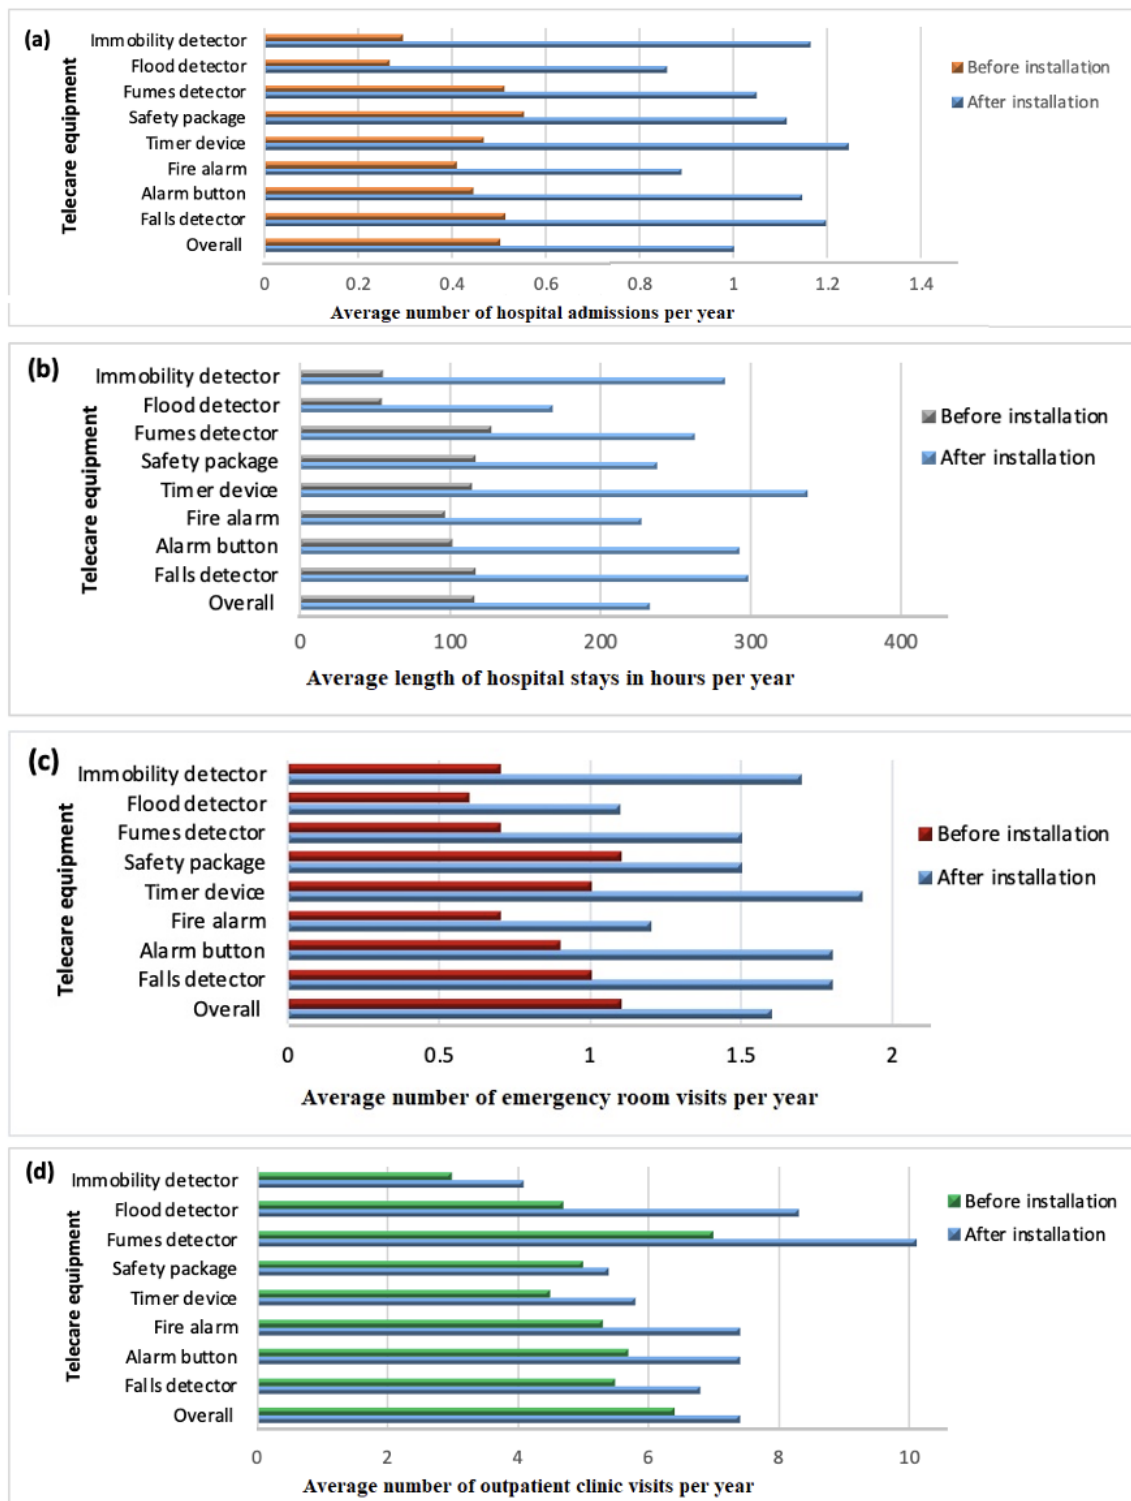 (a)
Telecare equipment
Immobility detector
Flood detector
Fumes detector
Safety package
Timer device
Fire alarm
Alarm button
Falls detector
Overall
0 0.2 0.4 0.6 0.8 1 1.2 1.4
Average number of hospital admissions per year
Before installation
After installation
(b)
Telecare equipment
Immobility detector
Flood detector
Fumes detector
Safety package
Timer device
Fire alarm
Alarm button
Falls detector
Overall
0 100 200 300 400
Average length of hospital stays in hours per year
Before installation
After installation
(c)
Telecare equipment
Immobility detector
Flood detector
Fumes detector
Safety package
Timer device
Fire alarm
Alarm button
Falls detector
Overall
0 0.5 1 1.5 2
Average number of emergency room visits per year
Before installation
After installation
(d)
Telecare equipment
Immobility detector
Flood detector
Fumes detector
Safety package
Timer device
Fire alarm
Alarm button
Falls detector
Overall
0 2 4 6 8 10
Average number of outpatient clinic visits per year
Before installation
After installation